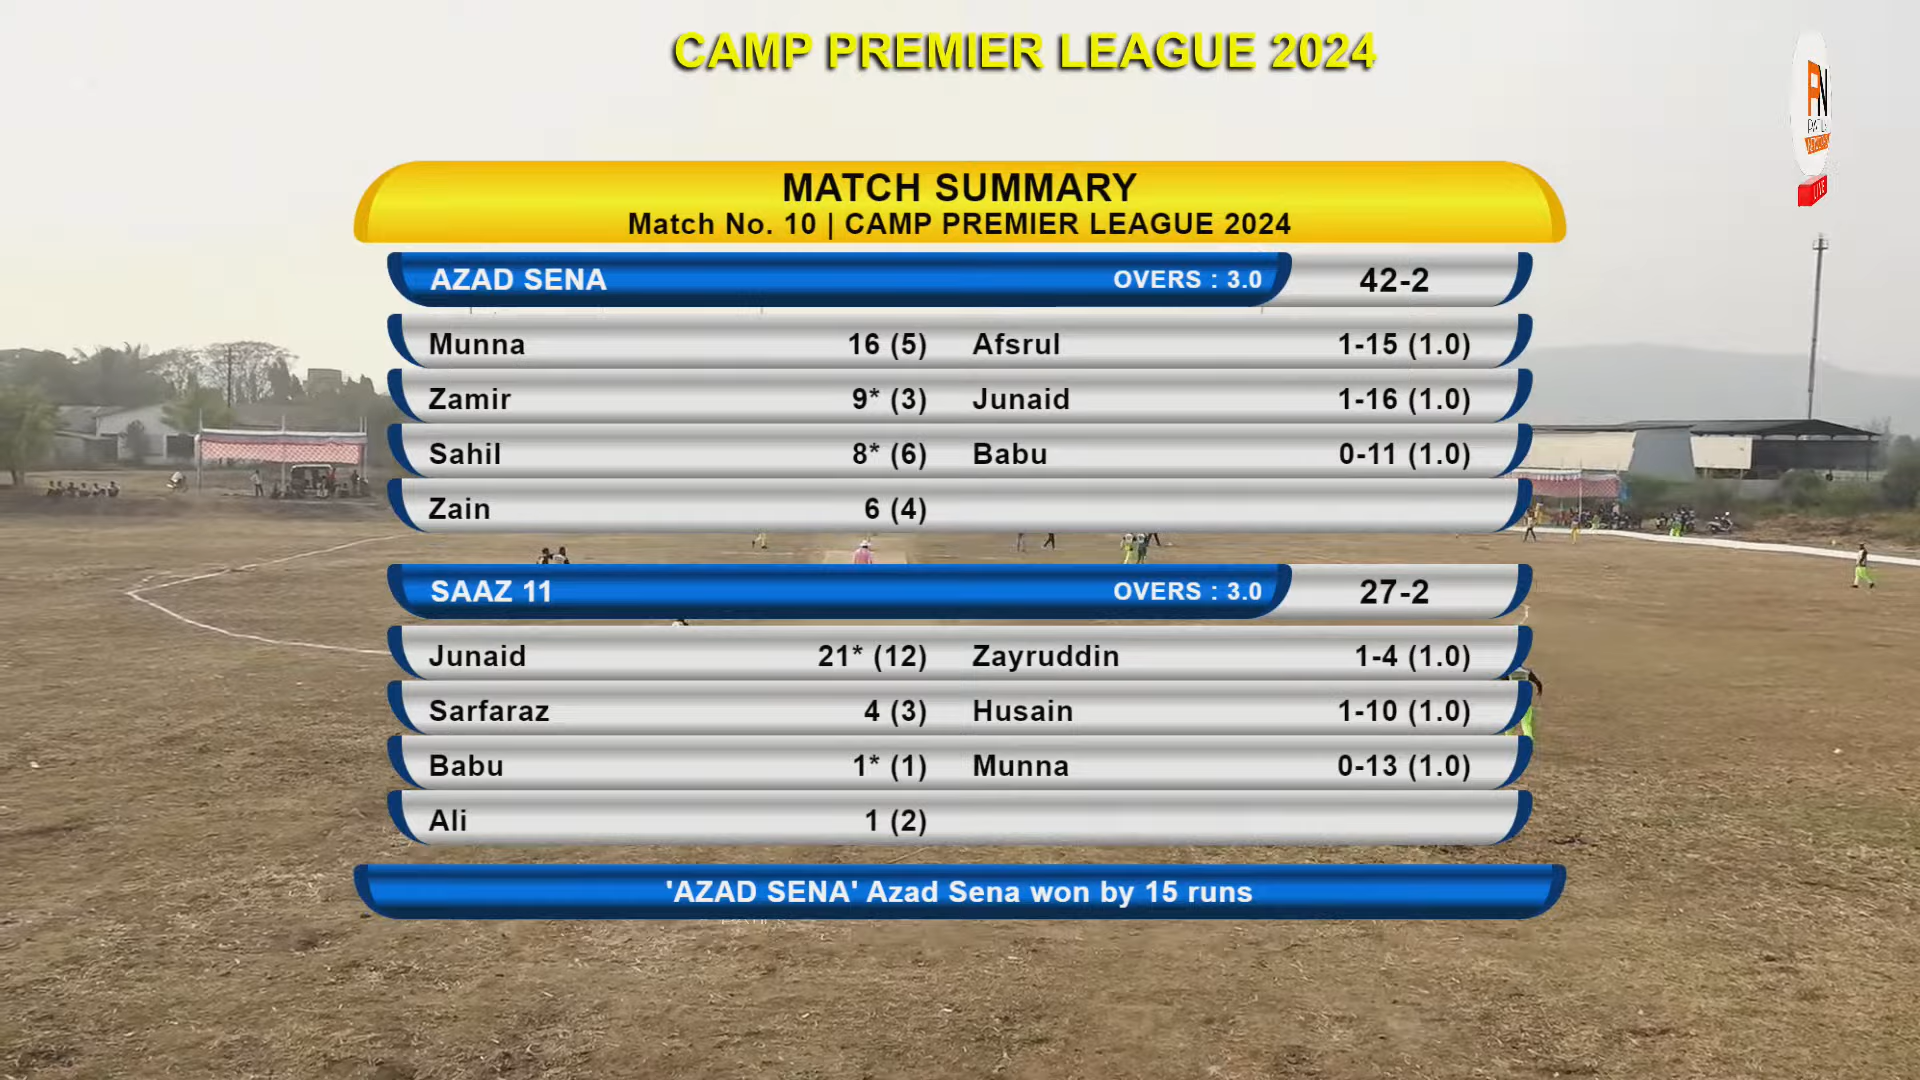 CAMP PREMIER LEAGUE 2024
PN
LIVE
MATCH SUMMARY
Match No. 10 | CAMP PREMIER LEAGUE 2024
AZAD SENA OVERS : 3.0 42-2
Munna 16 (5) Afsrul 1-15 (1.0)
Zamir 9* (3) Junaid 1-16 (1.0)
Sahil 8* (6) Babu 0-11 (1.0)
Zain 6 (4)
SAAZ 11 OVERS : 3.0 27-2
Junaid 21* (12) Zayruddin 1-4 (1.0)
Sarfaraz 4 (3) Husain 1-10 (1.0)
Babu 1* (1) Munna 0-13 (1.0)
Ali 1 (2)
'AZAD SENA' Azad Sena won by 15 runs